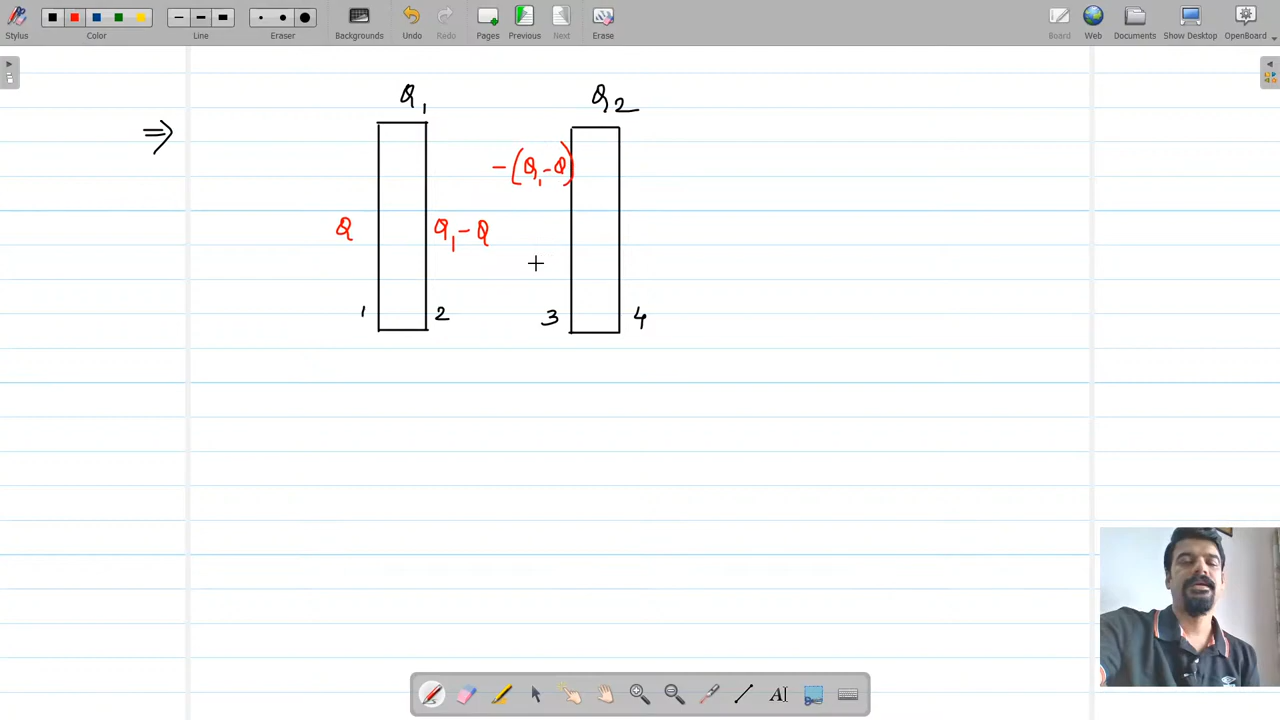 Stylus
Color
Line
Eraser
Backgrounds
Undo
Redo
Pages
Previous
Next
Erase
Board
Web
Documents
Show Desktop
OpenBoard
Q₁
Q₂
⇒
-(Q₁-Q)
Q
Q₁-Q
+
1
2
3
4
AI